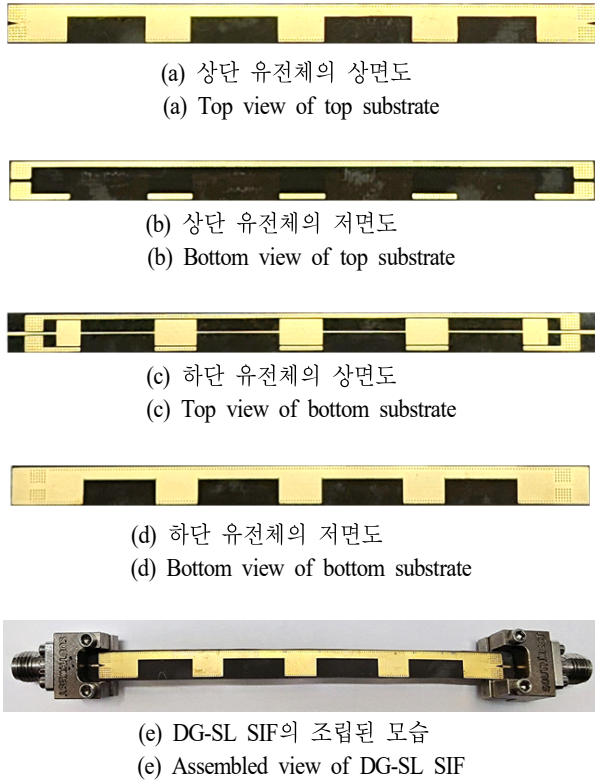 (a) 상단 유전체의 상면도
(a) Top view of top substrate
(b) 상단 유전체의 저면도
(b) Bottom view of top substrate
(c) 하단 유전체의 상면도
(c) Top view of bottom substrate
(d) 하단 유전체의 저면도
(d) Bottom view of bottom substrate
(e) DG-SL SIF의 조립된 모습
(e) Assembled view of DG-SL SIF